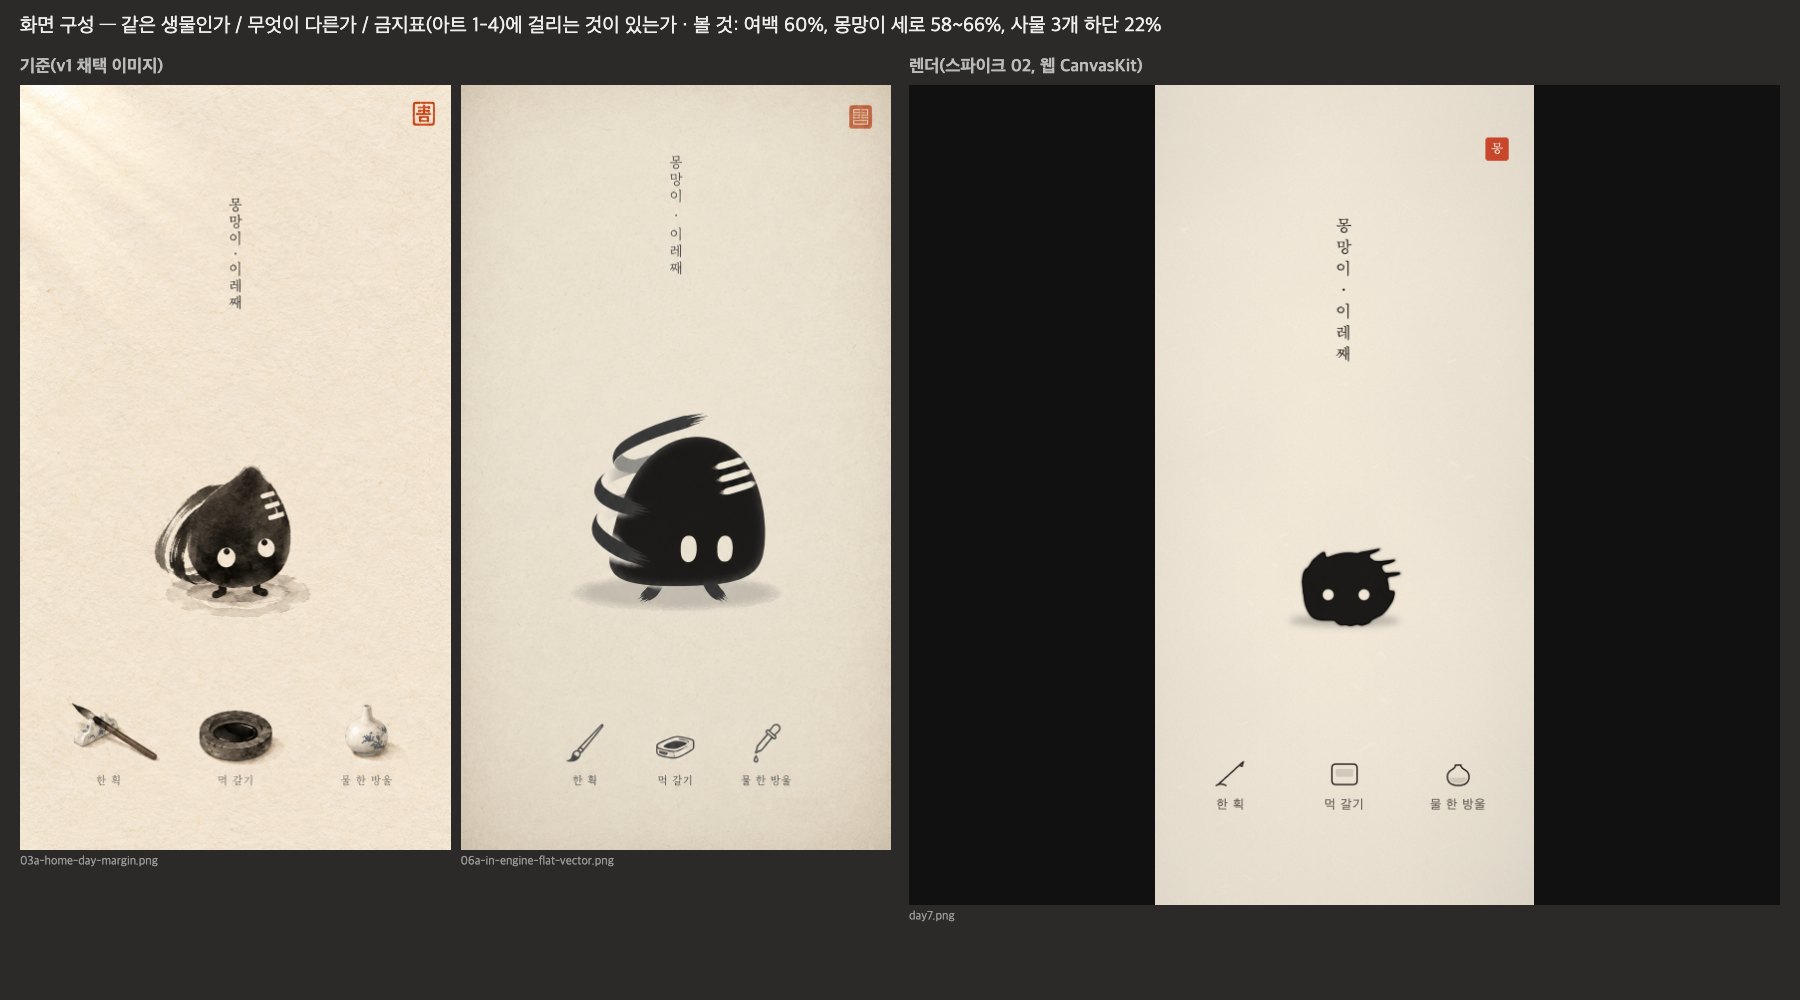 화면 구성 — 같은 생물인가 / 무엇이 다른가 / 금지표(아트 1-4)에 걸리는 것이 있는가 · 볼 것: 여백 60%, 몽망이 세로 58~66%, 사물 3개 하단 22%
기준(v1 채택 이미지)
몽망이 · 이레째
한 획
먹 갈기
물 한 방울
03a-home-day-margin.png
몽망이 · 이레째
한 획
먹 갈기
물 한 방울
06a-in-engine-flat-vector.png
렌더(스파이크 02, 웹 CanvasKit)
몽
몽망이 · 이레째
한 획
먹 갈기
물 한 방울
day7.png